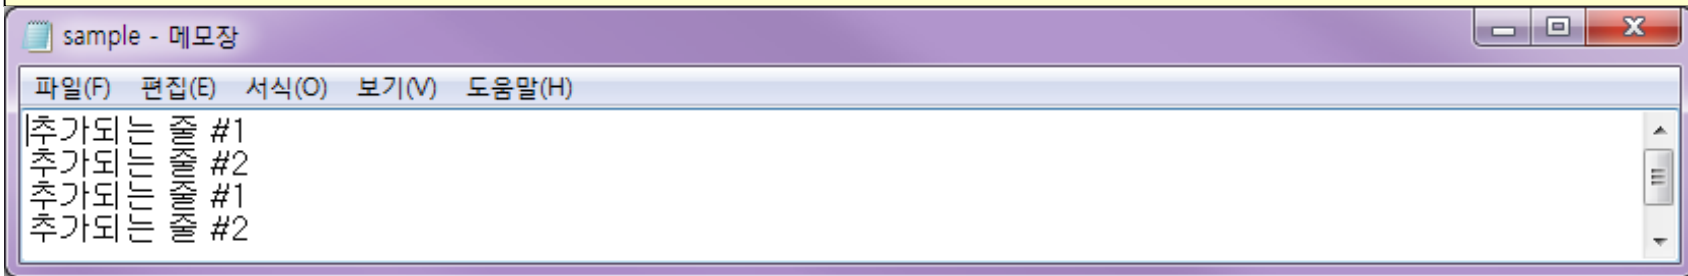 sample - 메모장
파일(F) 편집(E) 서식(O) 보기(V) 도움말(H)
추가되는 줄 #1
추가되는 줄 #2
추가되는 줄 #1
추가되는 줄 #2